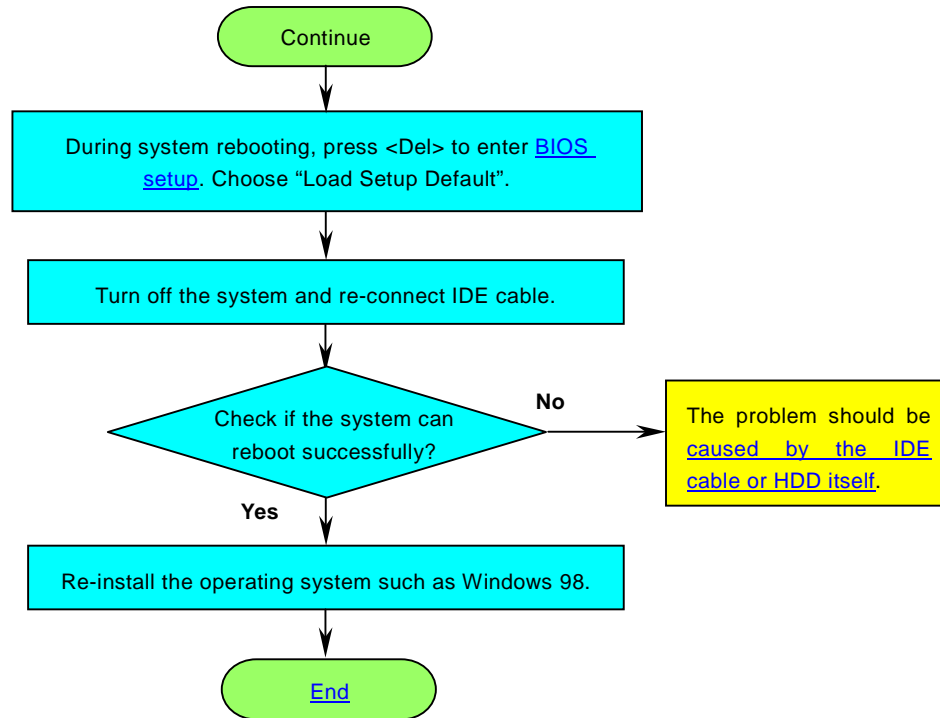 Continue
During system rebooting, press <Del> to enter BIOS
setup. Choose “Load Setup Default”.
Turn off the system and re-connect IDE cable.
Check if the system can
reboot successfully?
No
The problem should be
caused by the IDE
cable or HDD itself.
Yes
Re-install the operating system such as Windows 98.
End